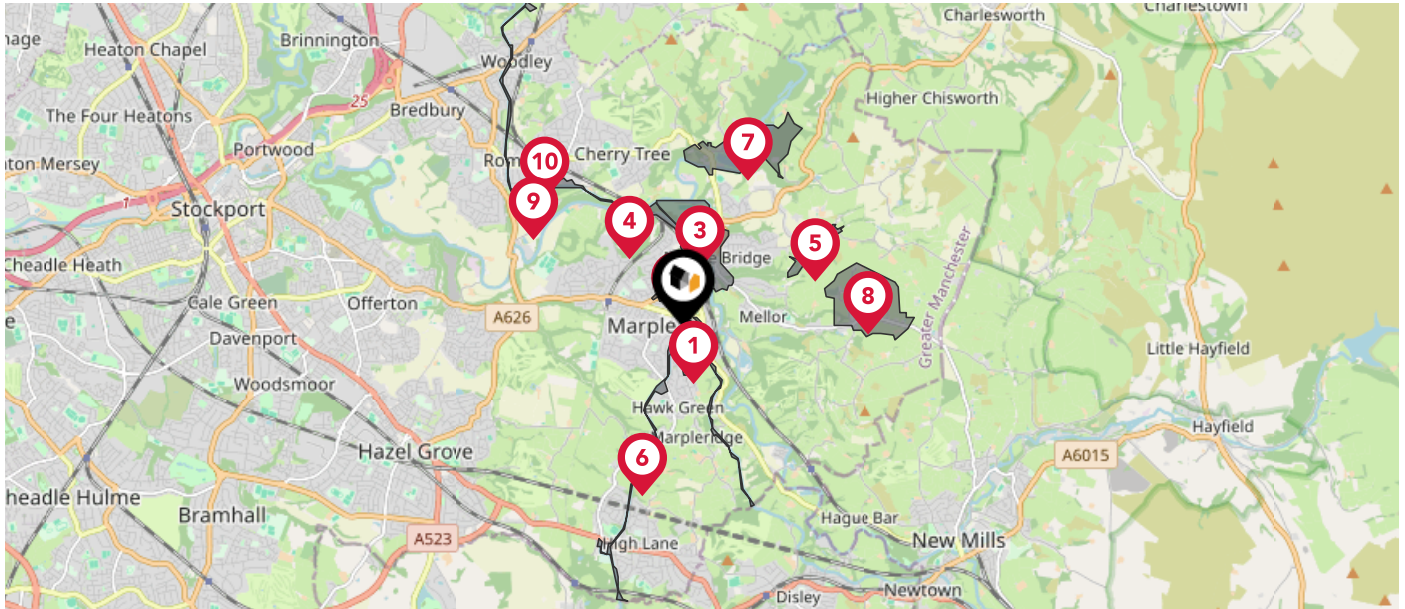 Charlestown
Charlesworth
nage
Heaton Chapel
Brinnington
Woodley
25
Higher Chisworth
Bredbury
The Four Heatons
7
Portwood
Rom
10
Cherry Tree
ton Mersey
1
9
Stockport
4
3
5
e Bridge
Cheadle Heath
8
Cale Green
Offerton
A626
Mellor
Marple
e
Greater Manchester
Davenport
1
Little Hayfield
Woodsmoor
Hawk Green
Hayfield
Marpleridge
Hazel Grove
6
A6015
headle Hulme
Bramhall
Hague Bar
A523
High Lane
New Mills
Newtown
Disley